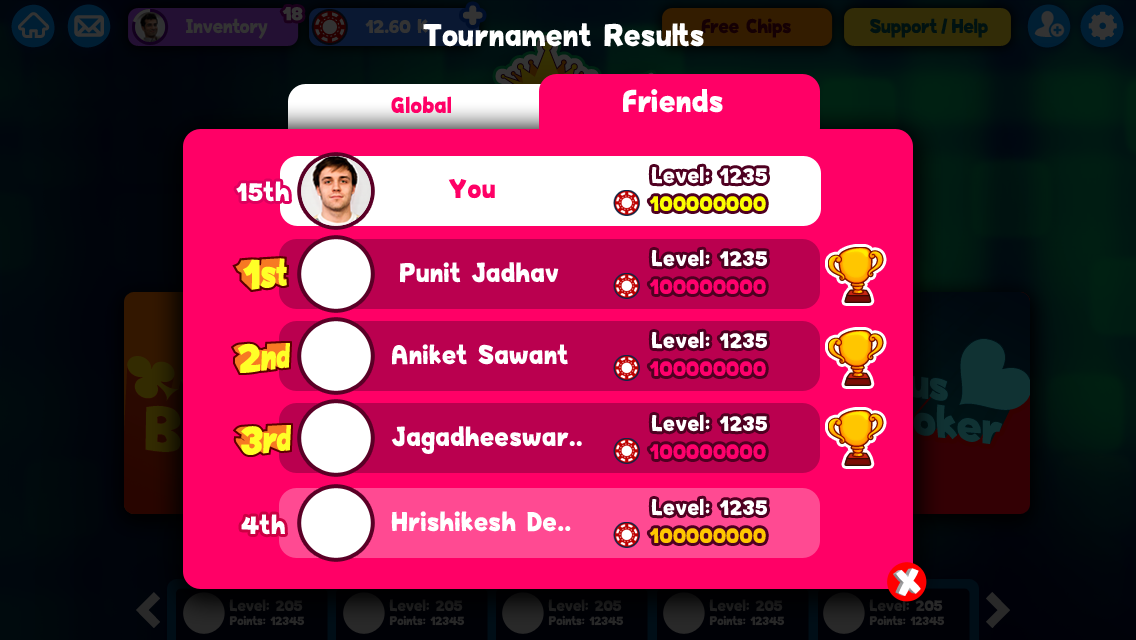 Inventory
18
12.60
Free Chips
Support / Help
Tournament Results
Global
Friends
15th
You
Level: 1235
100000000
1st
Punit Jadhav
Level: 1235
100000000
2nd
Aniket Sawant
Level: 1235
100000000
3rd
Jagadheeswar..
Level: 1235
100000000
4th
Hrishikesh De..
Level: 1235
100000000
B
us
oker
X
Level: 205
Points: 12345
Level: 205
Points: 12345
Level: 205
Points: 12345
Level: 205
Points: 12345
Level: 205
Points: 12345